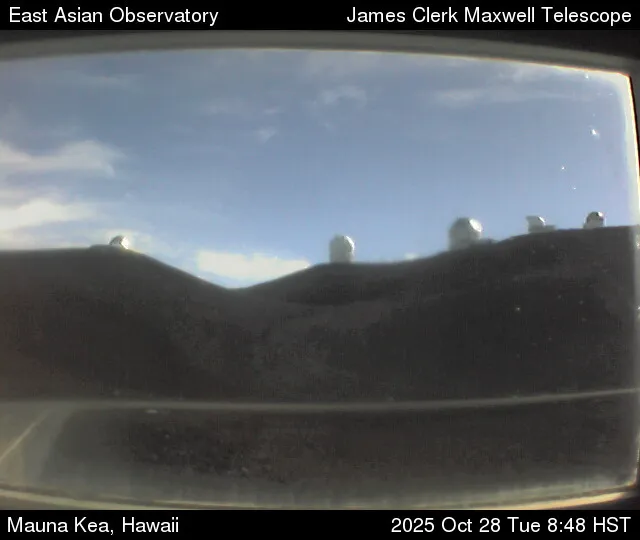 East Asian Observatory
James Clerk Maxwell Telescope
Mauna Kea, Hawaii
2025 Oct 28 Tue 8:48 HST